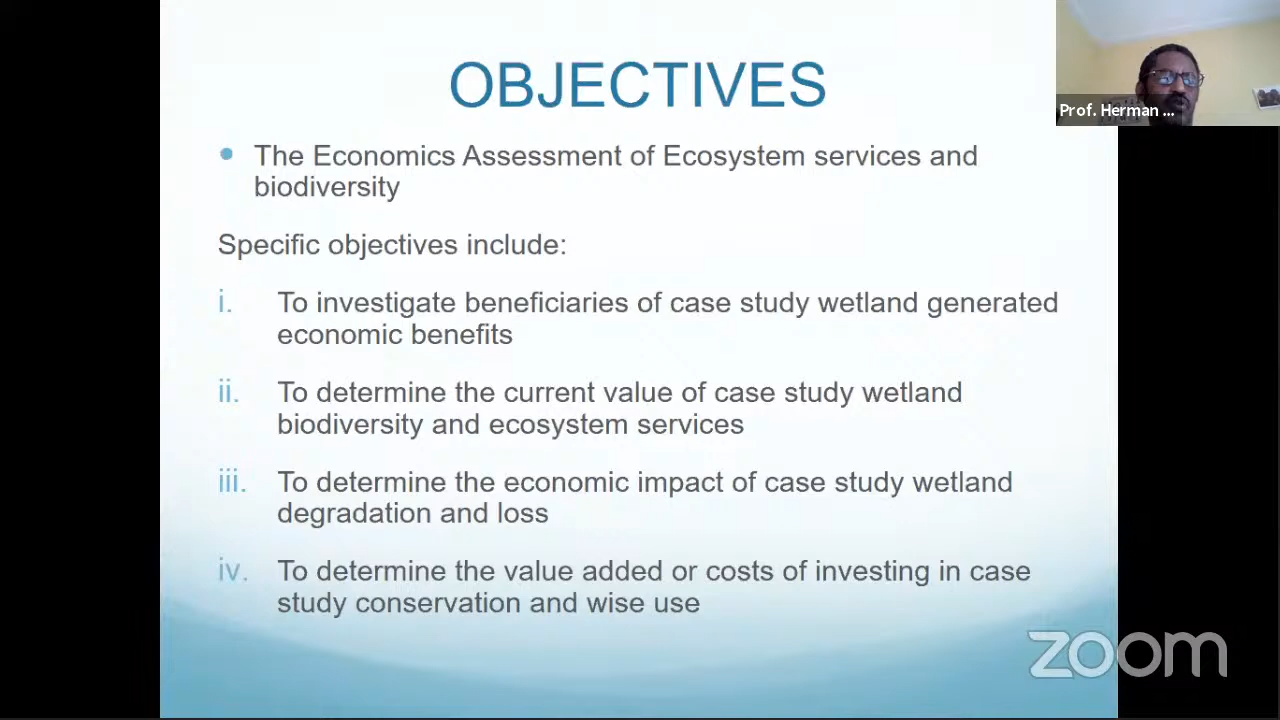 OBJECTIVES
Prof. Herman ...
• The Economics Assessment of Ecosystem services and
biodiversity
Specific objectives include:
i. To investigate beneficiaries of case study wetland generated
economic benefits
ii. To determine the current value of case study wetland
biodiversity and ecosystem services
iii. To determine the economic impact of case study wetland
degradation and loss
iv. To determine the value added or costs of investing in case
study conservation and wise use
zoom